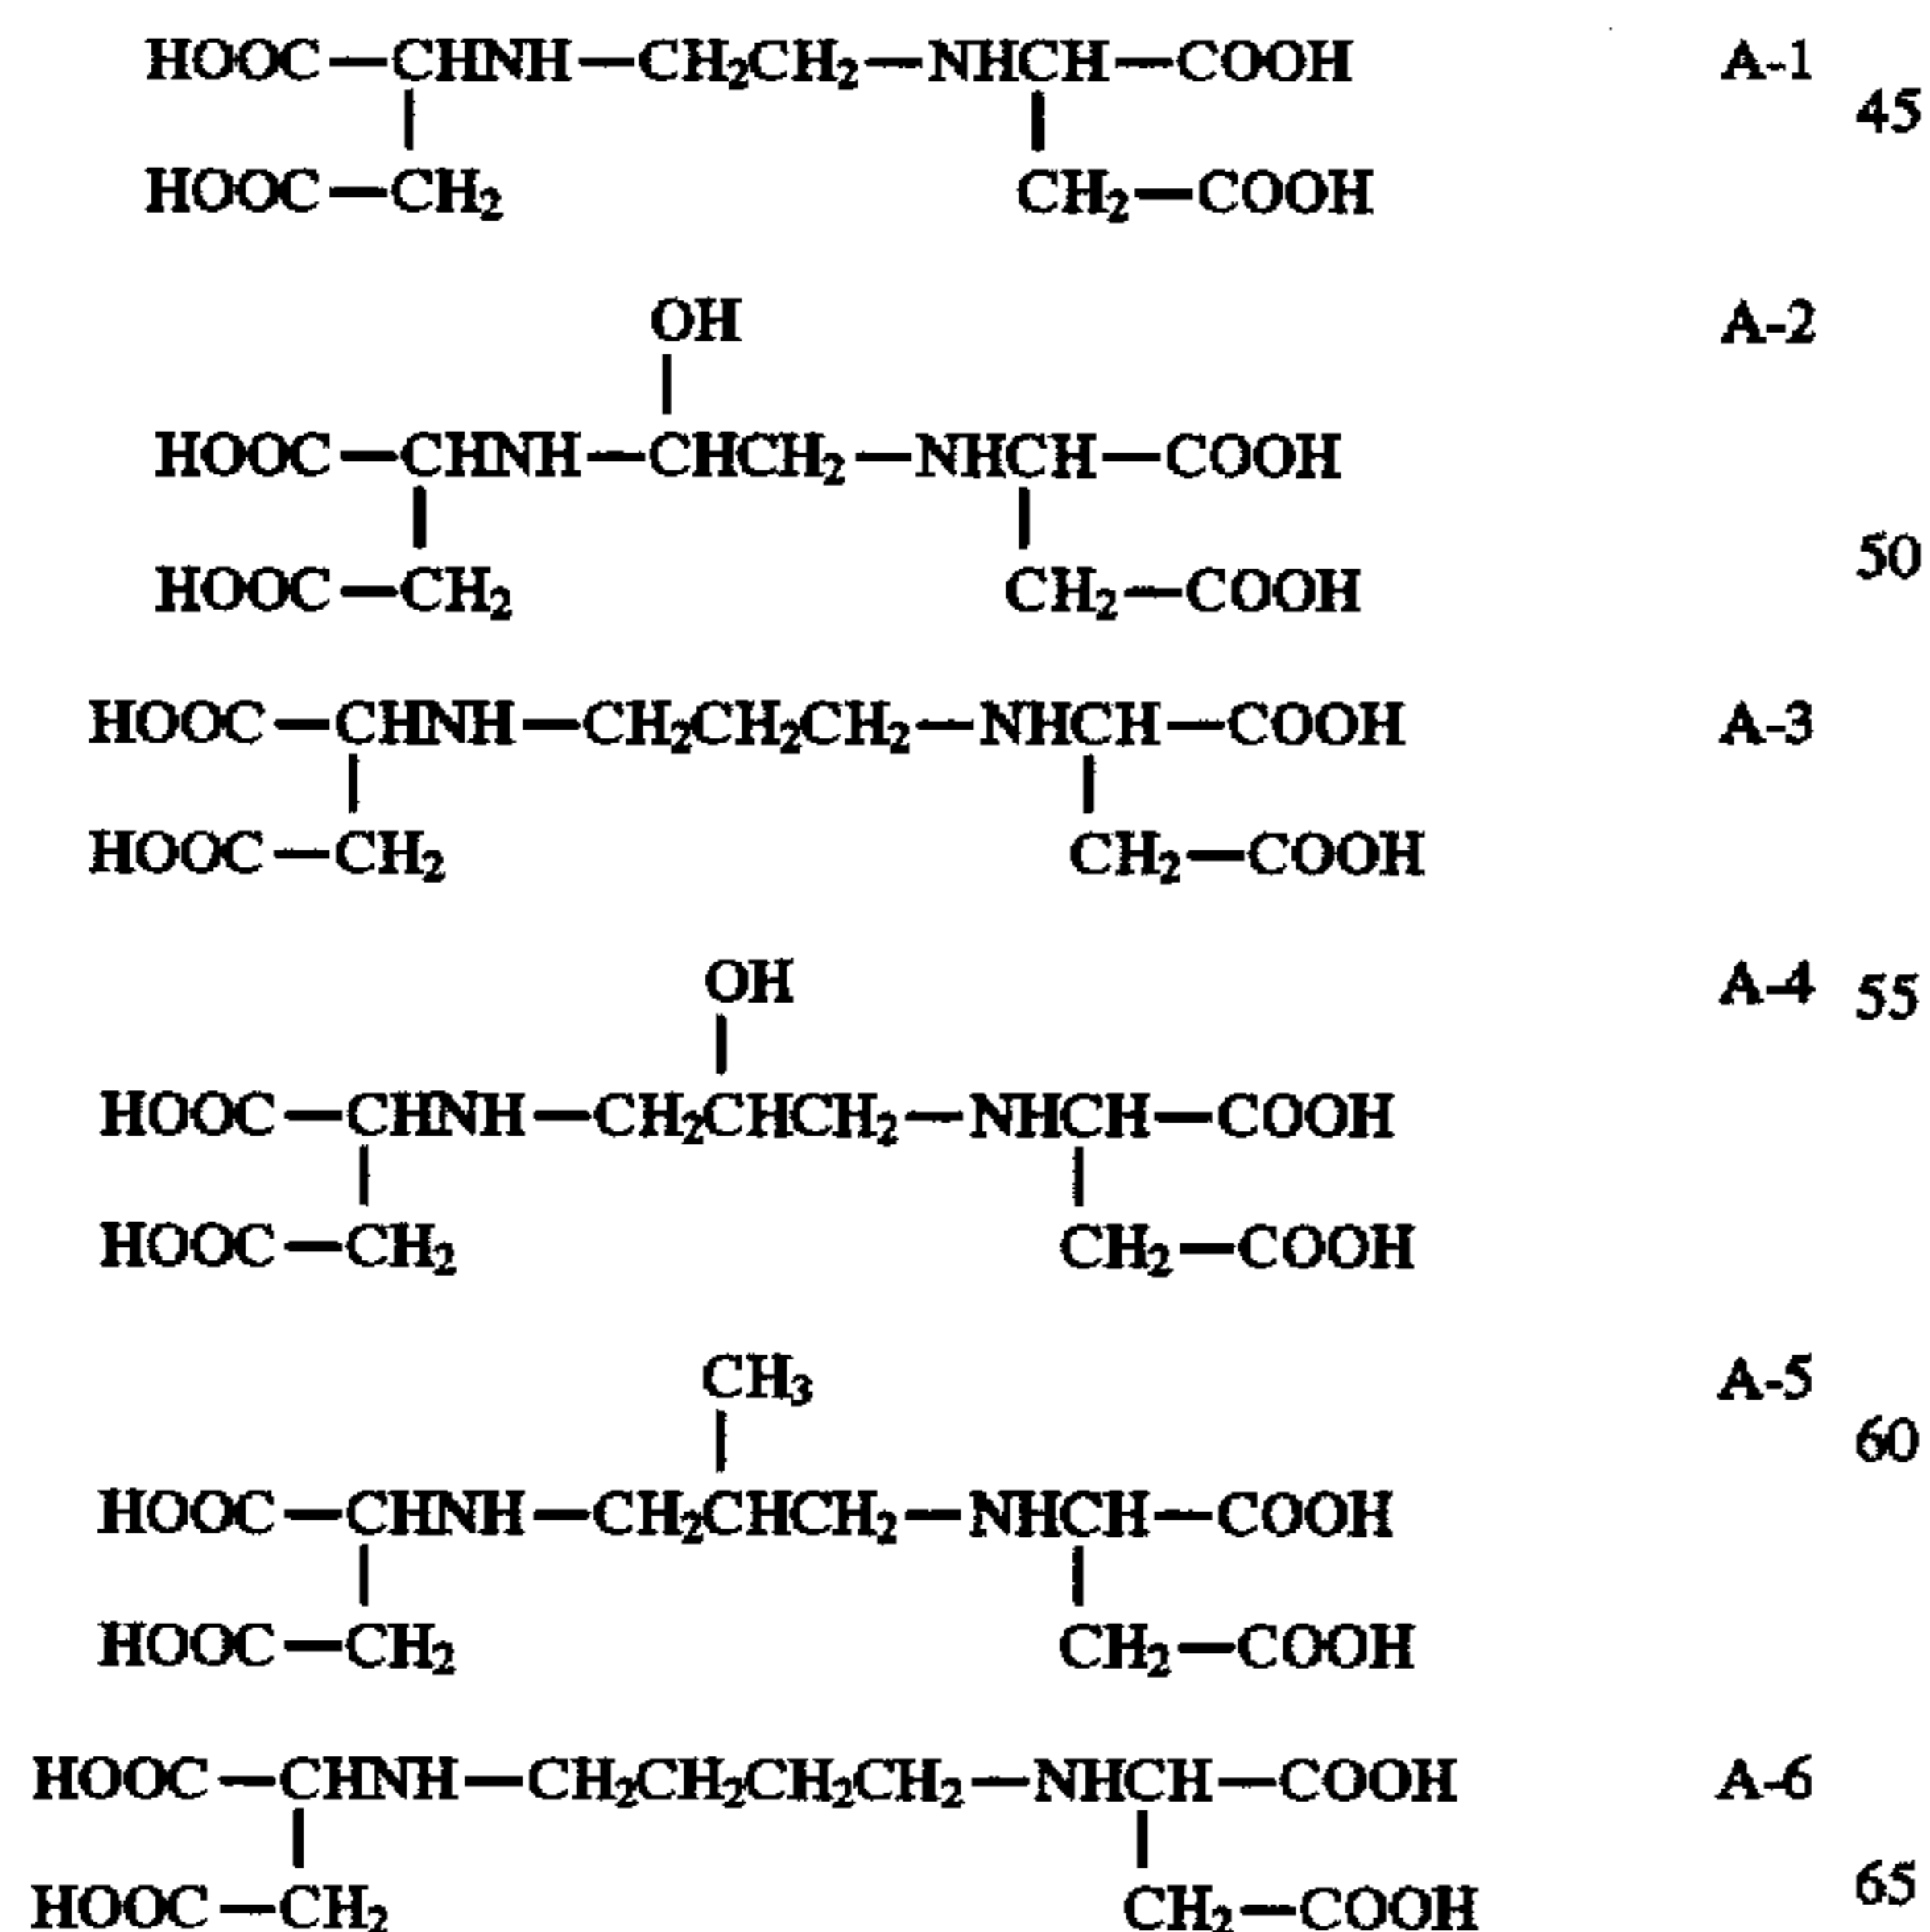 HOOC—CHNH—CH₂CH₂—NHCH—COOH A-1
45
HOOC—CH₂ CH₂—COOH
OH A-2
HOOC—CHNH—CHCH₂—NHCH—COOH
50
HOOC—CH₂ CH₂—COOH
HOOC—CHNH—CH₂CH₂CH₂—NHCH—COOH A-3
HOOC—CH₂ CH₂—COOH
OH A-4 55
HOOC—CHNH—CH₂CHCH₂—NHCH—COOH
HOOC—CH₂ CH₂—COOH
CH₃ A-5
60
HOOC—CHNH—CH₂CHCH₂—NHCH—COOH
HOOC—CH₂ CH₂—COOH
HOOC—CHNH—CH₂CH₂CH₂CH₂—NHCH—COOH A-6
65
HOOC—CH₂ CH₂—COOH